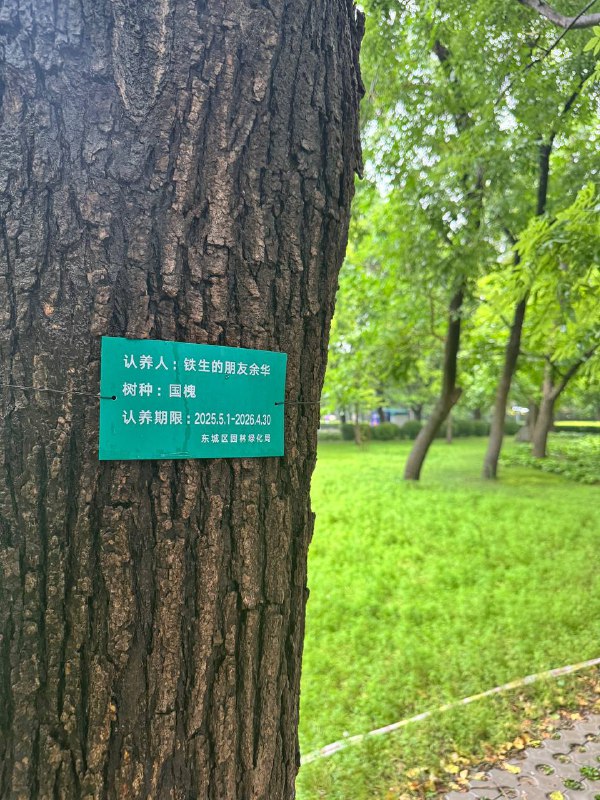 认养人：铁生的朋友余华
树种：国槐
认养期限：2025.5.1-2026.4.30
东城区园林绿化局